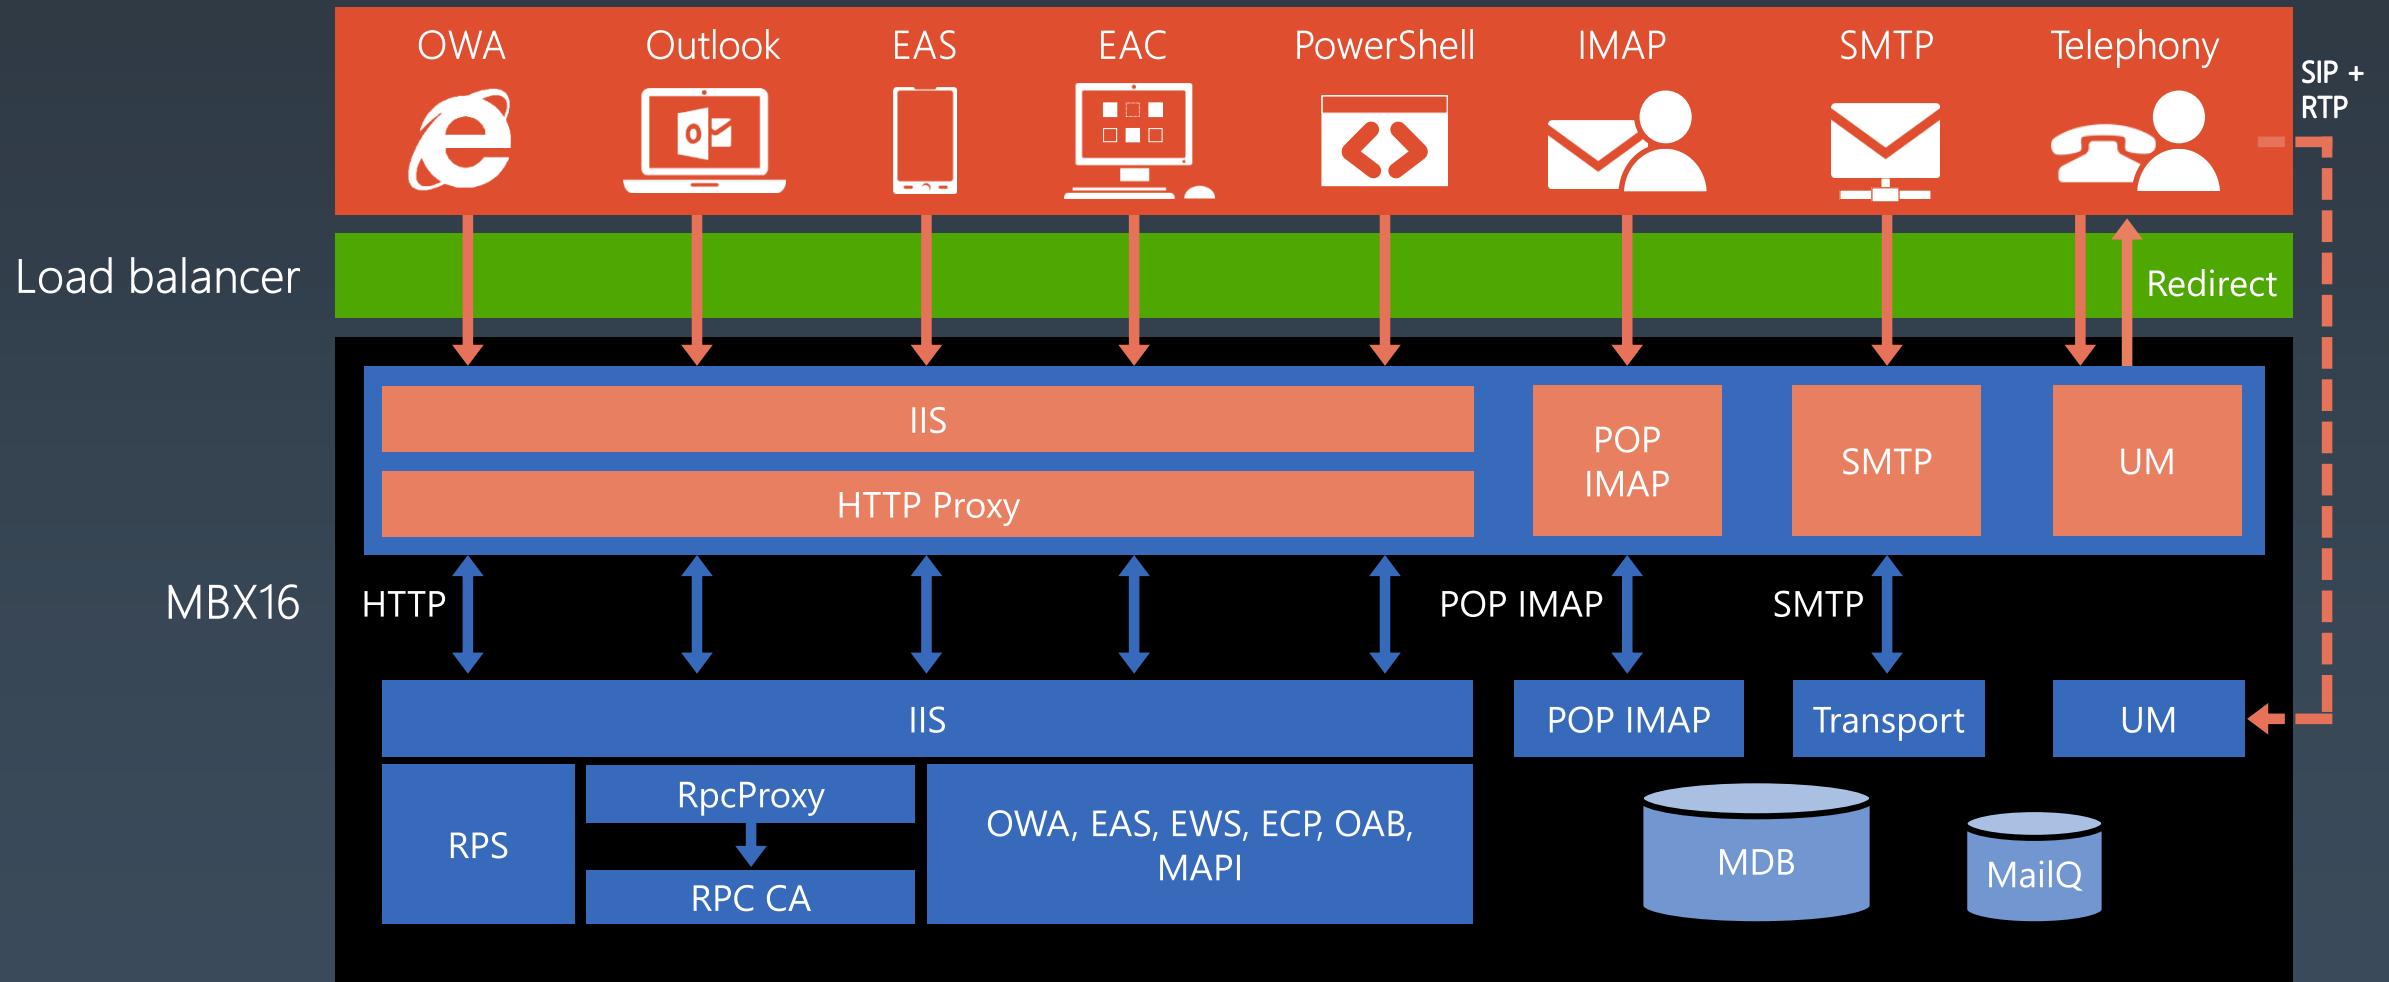 OWA
Outlook
EAS
EAC
PowerShell
IMAP
SMTP
Telephony
SIP +
RTP
Load balancer
Redirect
IIS
HTTP Proxy
POP
IMAP
SMTP
UM
MBX16
HTTP
POP IMAP
SMTP
IIS
POP IMAP
Transport
UM
RPS
RpcProxy
RPC CA
OWA, EAS, EWS, ECP, OAB,
MAPI
MDB
MailQ